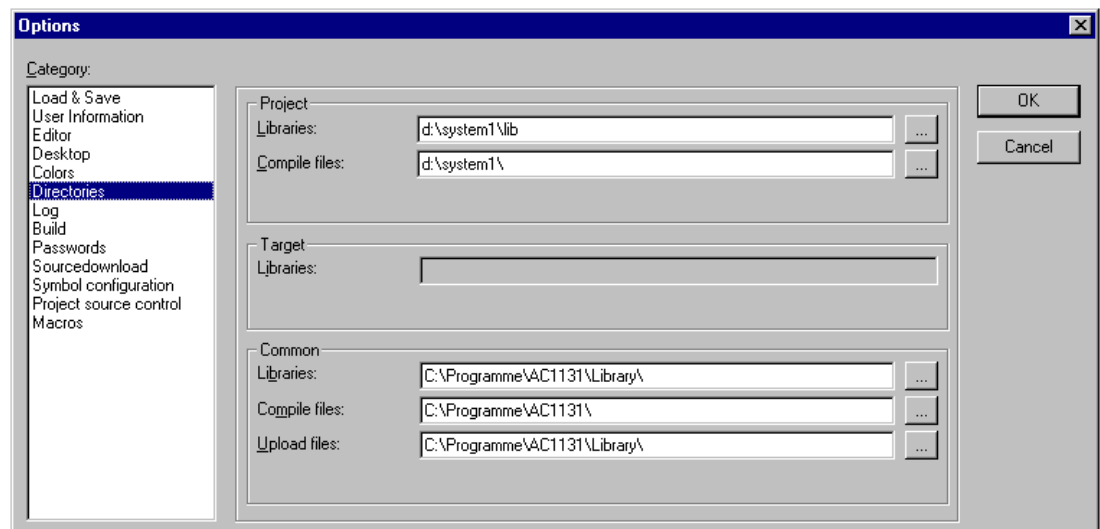 Options
Category:
Load & Save
User Information
Editor
Desktop
Colors
Directories
Log
Build
Passwords
Sourcedownload
Symbol configuration
Project source control
Macros
Project
Libraries: d:\system1\lib ...
Compile files: d:\system1\ ...
Target
Libraries:
Common
Libraries: C:\Programme\AC1131\Library\ ...
Compile files: C:\Programme\AC1131\ ...
Upload files: C:\Programme\AC1131\Library\ ...
OK
Cancel